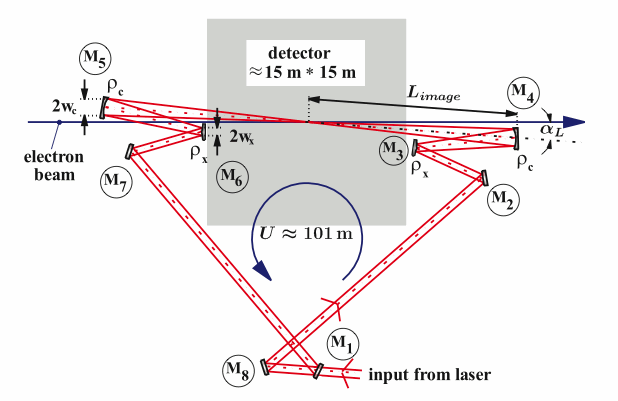 M₅
detector
≈15 m * 15 m
ρc
2wc
Limage
M₄
αL
electron
beam
M₇
ρx
2wx
M₆
M₃
ρx
ρc
M₂
U ≈ 101 m
M₈
M₁
input from laser